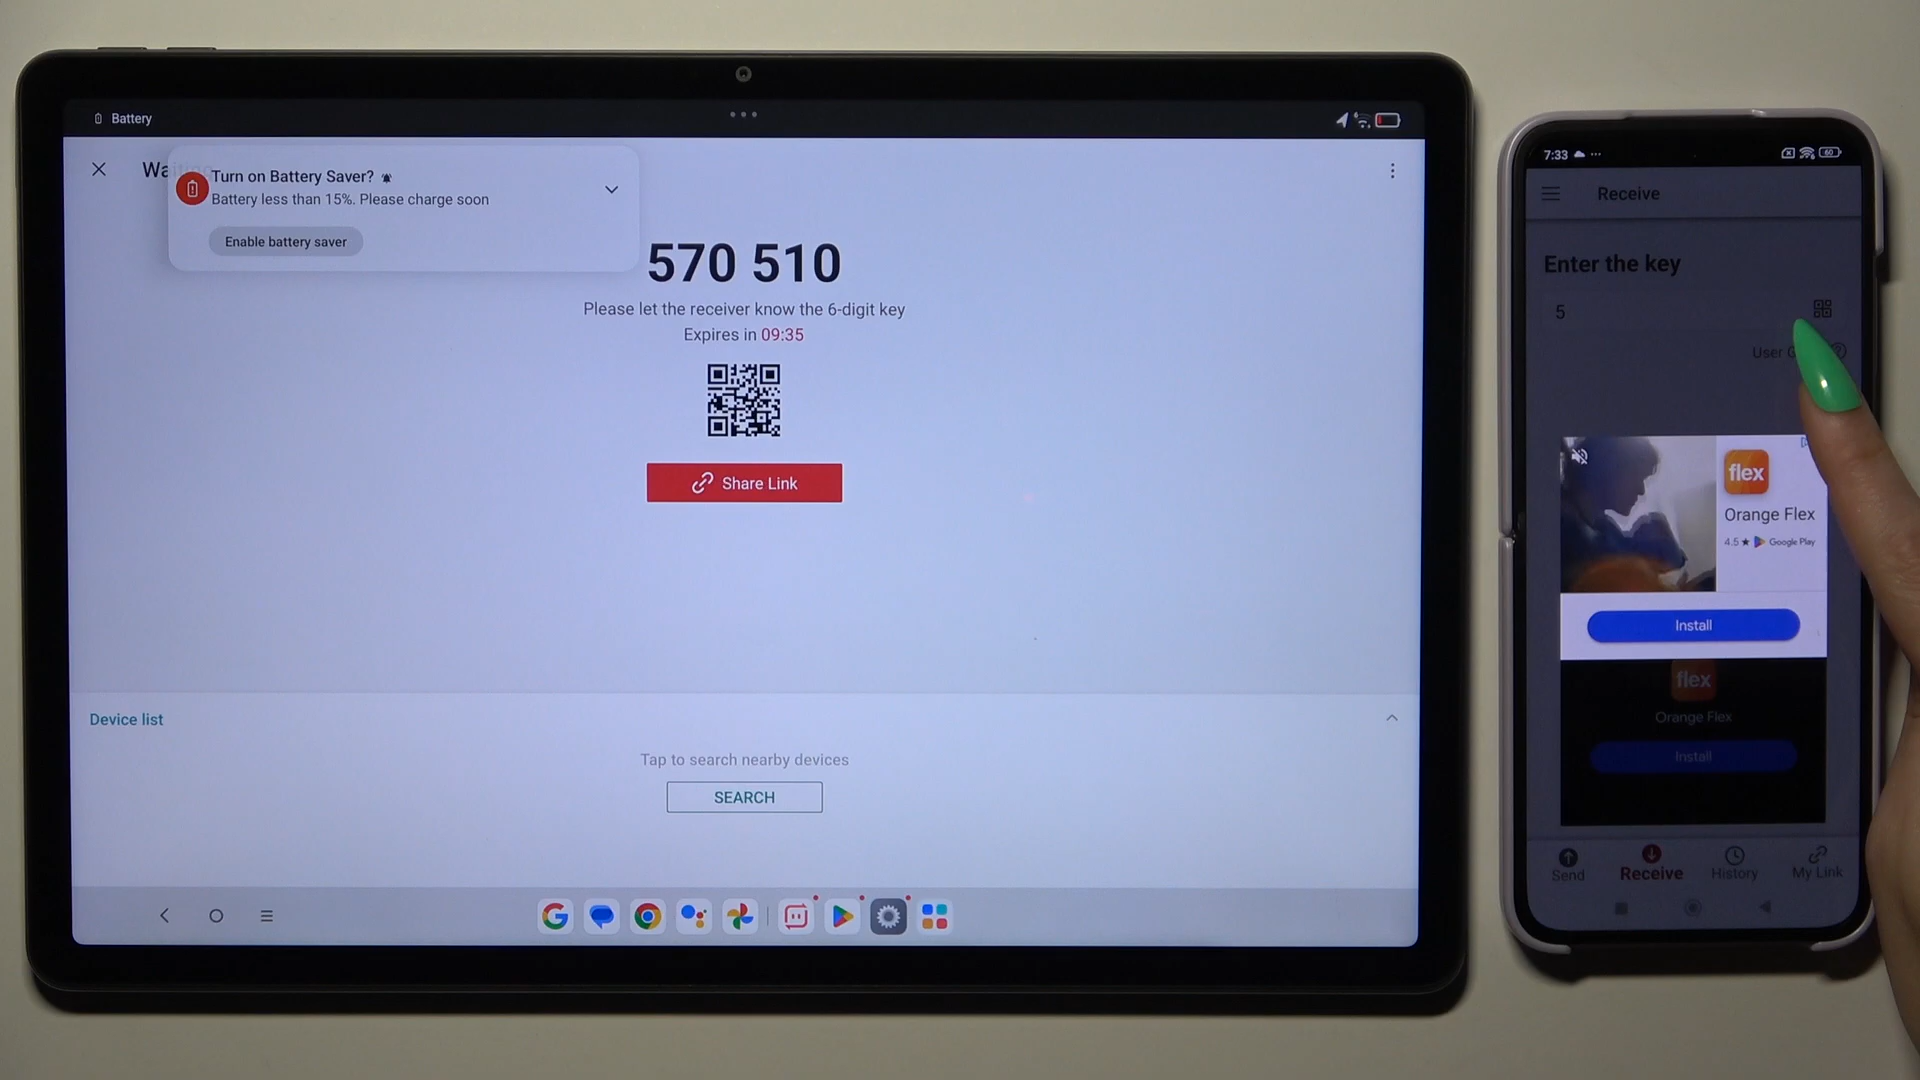 Battery
Turn on Battery Saver?
Battery less than 15%. Please charge soon
Enable battery saver
570 510
Please let the receiver know the 6-digit key
Expires in 09:35
Share Link
Device list
Tap to search nearby devices
SEARCH
7:33
60
Receive
Enter the key
5
User
flex
Orange Flex
4.5 ★ Google Play
Install
flex
Orange Flex
Install
Send
Receive
History
My Link